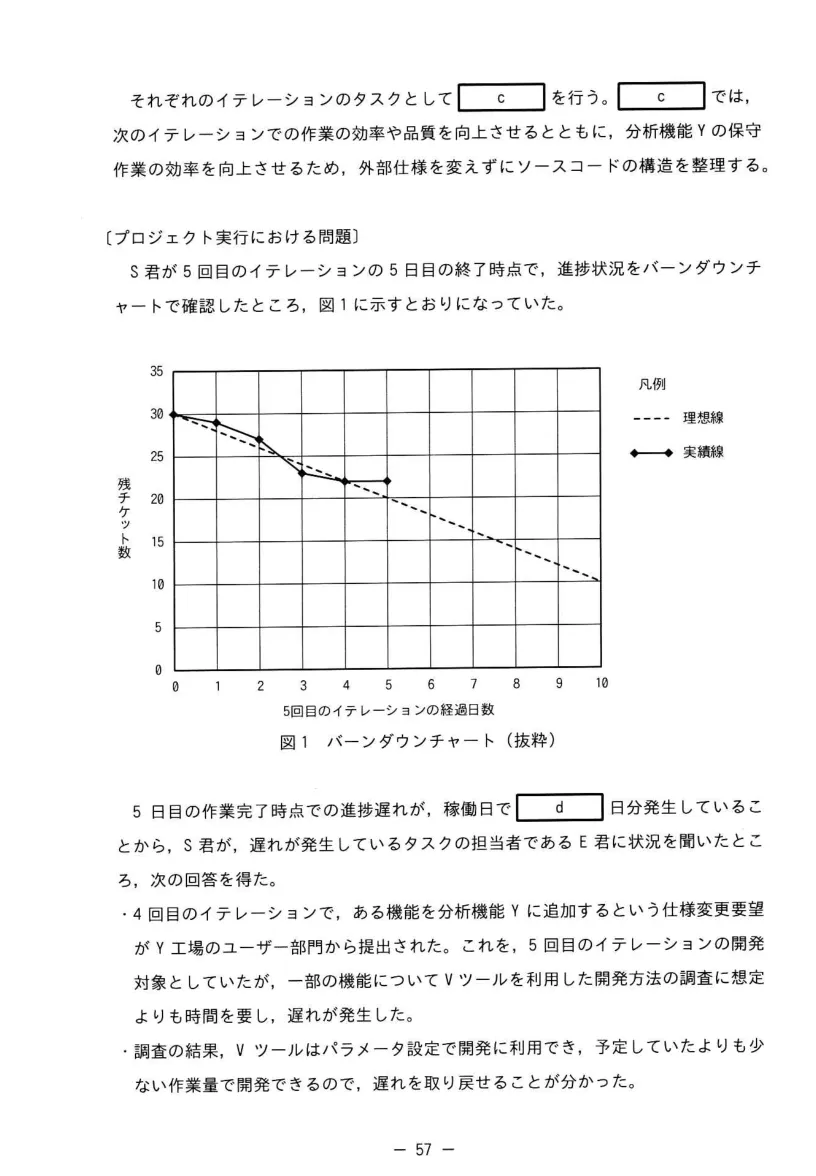 それぞれのイテレーションのタスクとして c を行う。 c では,
次のイテレーションでの作業の効率や品質を向上させるとともに，分析機能 Y の保守
作業の効率を向上させるため，外部仕様を変えずにソースコードの構造を整理する。
〔プロジェクト実行における問題〕
S 君が 5 回目のイテレーションの 5 日目の終了時点で，進捗状況をバーンダウンチ
ャートで確認したところ，図 1 に示すとおりになっていた。
35
30
25
20
15
10
5
0
残チケット数
0 1 2 3 4 5 6 7 8 9 10
5回目のイテレーションの経過日数
凡例
理想線
実績線
図 1 バーンダウンチャート（抜粋）
5 日目の作業完了時点での進捗遅れが，稼働日で d 日分発生しているこ
とから，S 君が，遅れが発生しているタスクの担当者である E 君に状況を聞いたとこ
ろ，次の回答を得た。
・4 回目のイテレーションで，ある機能を分析機能 Y に追加するという仕様変更要望
が Y 工場のユーザー部門から提出された。これを，5 回目のイテレーションの開発
対象としていたが，一部の機能について V ツールを利用した開発方法の調査に想定
よりも時間を要し，遅れが発生した。
・調査の結果，V ツールはパラメータ設定で開発に利用でき，予定していたよりも少
ない作業量で開発できるので，遅れを取り戻せることが分かった。
— 57 —